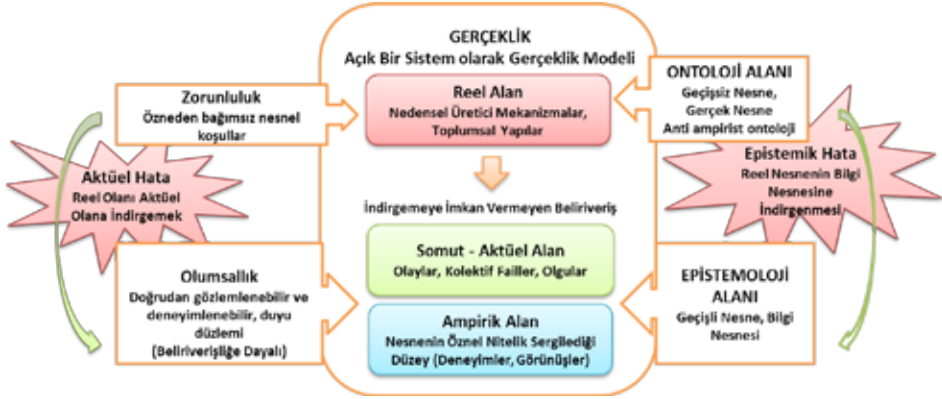 GERÇEKLİK
Açık Bir Sistem olarak Gerçeklik Modeli
Reel Alan
Nedensel Üretici Mekanizmalar,
Toplumsal Yapılar
Zorunluluk
Özneden bağımsız nesnel
koşullar
ONTOLOJİ ALANI
Geçişsiz Nesne,
Gerçek Nesne
Anti ampirist ontoloji
Aktüel Hata
Reel Olanı Aktüel
Olana İndirgemek
Epistemik Hata
Reel Nesnenin Bilgi
Nesnesine
İndirgenmesi
İndirgemeye İmkan Vermeyen Beliriveriş
Somut - Aktüel Alan
Olaylar, Kolektif Failler, Olgular
Olumsallık
Doğrudan gözlemlenebilir ve
deneyimlenebilir, duyu
düzlemi
(Beliriverişliğe Dayalı)
EPİSTEMOLOJİ
ALANI
Geçişli Nesne, Bilgi
Nesnesi
Ampirik Alan
Nesnenin Öznel Nitelik Sergilediği
Düzey (Deneyimler, Görünüşler)